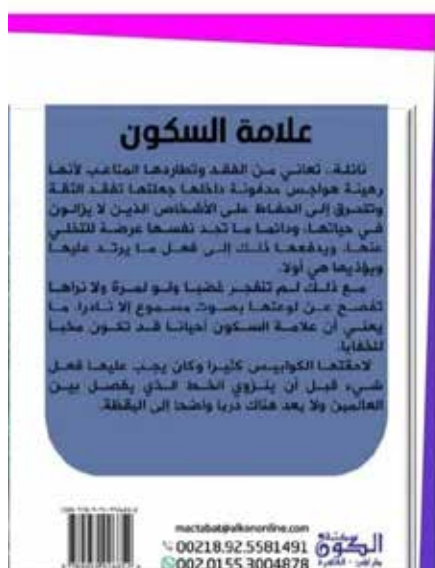 علامة السكون
نائلة.. تعاني من الفقد وتطاردها المتاعب لأنها
رهينة هواجس مدفونة داخلها جعلتها تفقد الثقة
وتتحرق إلى الحفاظ على الأشخاص الذين لا يزالون
في حياتها، ودائما ما تجد نفسها عرضة للتخلي
عنها، ويدفعها ذلك إلى فعل ما يرتد عليها
ويؤذيها هي أولا.
مع ذلك لم تنفجر غضبا ولو لمرة ولا نراها
تفصح عن لوعتها بصوت مسموع إلا نادرا، ما
يعني أن علامة السكون أحيانا قد تكون مخبأ
للخفايا.
لاحقتها الكوابيس كثيرا وكان يجب عليها فعل
شيء قبل أن ينزوي الخط الذي يفصل بين
العالمين ولا يعد هناك دربا واضحا إلى اليقظة.
mactabat@alkononline.com
00218.92.5581491
002.0155.3004878
مكتبة
الكون